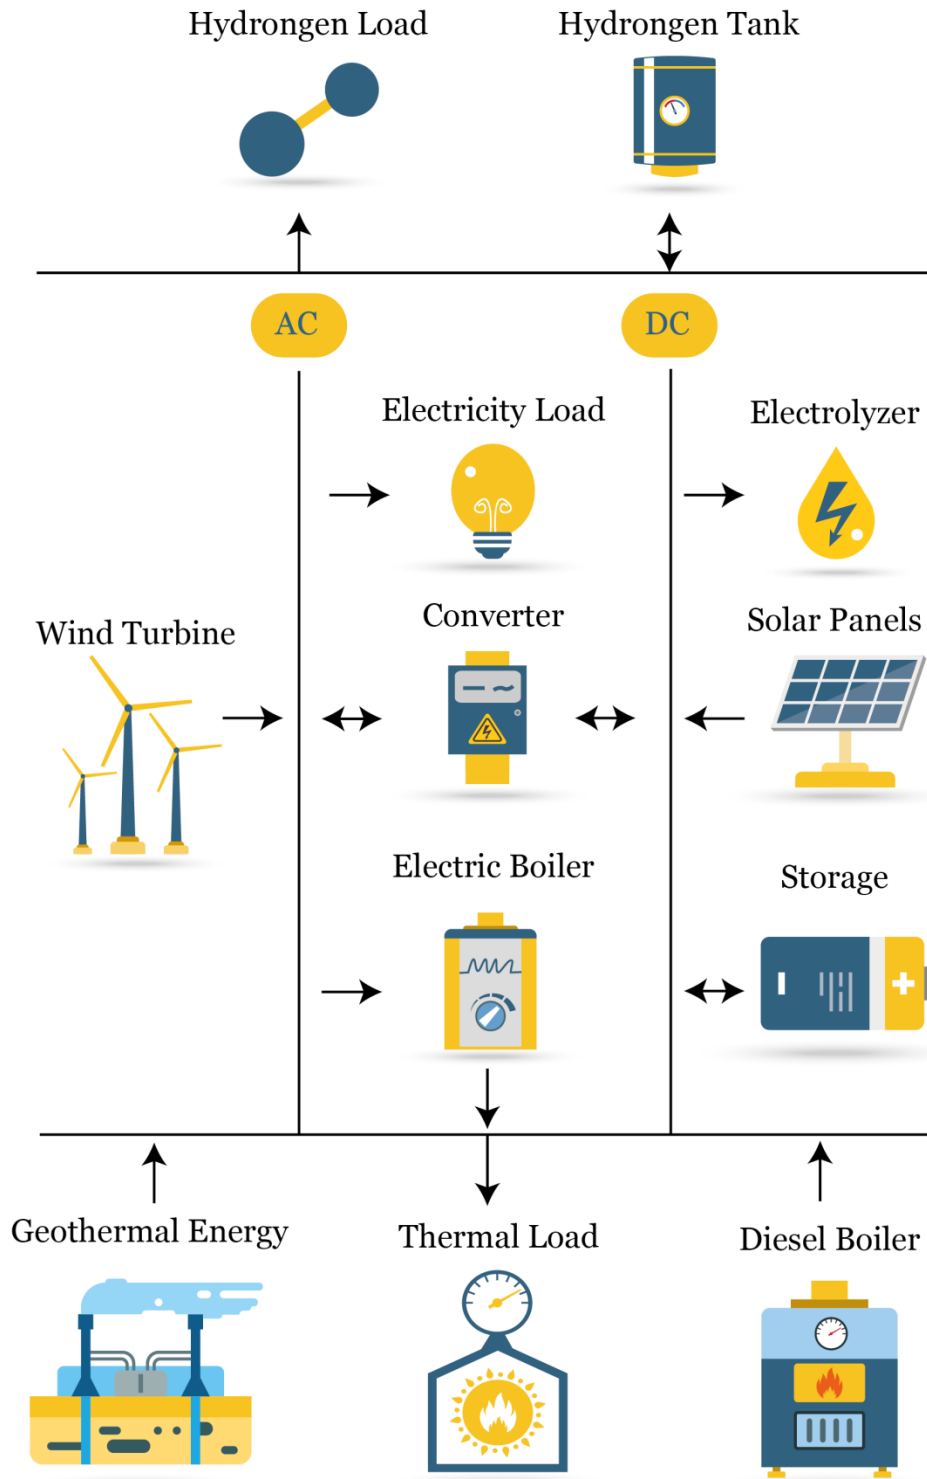 Hydrongen Load
Hydrongen Tank
AC
DC
Electricity Load
Electrolyzer
Wind Turbine
Converter
Solar Panels
Electric Boiler
Storage
Geothermal Energy
Thermal Load
Diesel Boiler